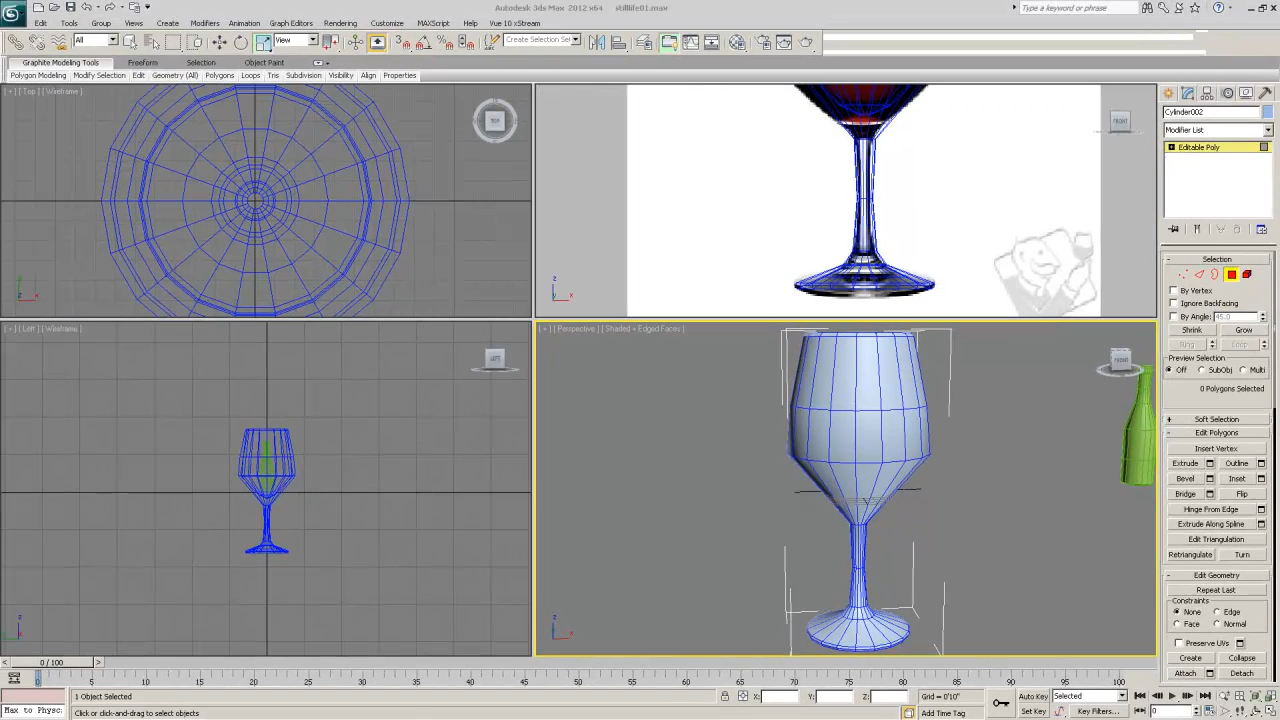 Autodesk 3ds Max 2012 x64    stilllife01.max
Type a keyword or phrase
Edit Tools Group Views Create Modifiers Animation Graph Editors Rendering Customize MAXScript Help Vue 10 xStream
All View Create Selection Se
Graphite Modeling Tools Freeform Selection Object Paint
Polygon Modeling Modify Selection Edit Geometry (All) Polygons Loops Tris Subdivision Visibility Align Properties
[ + ] [ Top ] [ Wireframe ]
TOP
FRONT
Cylinder002
Modifier List
Editable Poly
[ + ] [ Left ] [ Wireframe ]
LEFT
[ + ] [ Perspective ] [ Shaded + Edged Faces ]
FRONT
Selection
By Vertex
Ignore Backfacing
By Angle: 45.0
Shrink Grow
Ring Loop
Preview Selection
Off SubObj Multi
0 Polygons Selected
Soft Selection
Edit Polygons
Insert Vertex
Extrude Outline
Bevel Inset
Bridge Flip
Hinge From Edge
Extrude Along Spline
Edit Triangulation
Retriangulate Turn
Edit Geometry
Repeat Last
Constraints
None Edge
Face Normal
Preserve UVs
Create Collapse
Attach Detach
0 / 100
0 10 20 30 40 50 60 65 70 75 80 85 90 95 100
1 Object Selected
X: Y: Z: Grid = 0'10"
Auto Key Selected
Max to Physc
Click or click-and-drag to select objects
Add Time Tag
Set Key Key Filters... 0